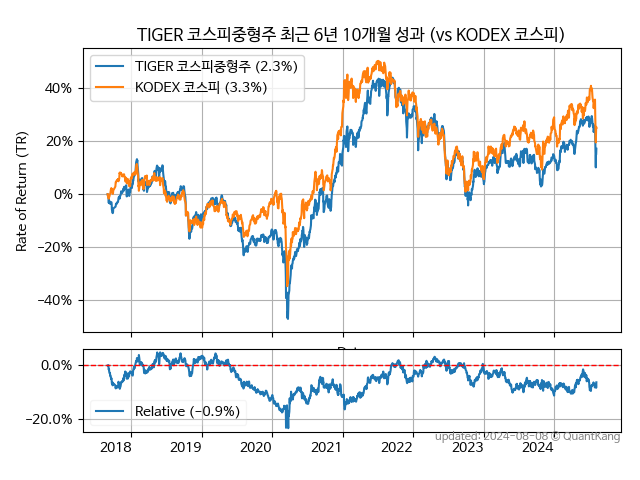 TIGER 코스피중형주 최근 6년 10개월 성과 (vs KODEX 코스피)
TIGER 코스피중형주 (2.3%)
KODEX 코스피 (3.3%)
Rate of Return (TR)
40%
20%
0%
−20%
−40%
0.0%
−20.0%
Relative (−0.9%)
updated: 2024-08-08 © QuantKang
2018
2019
2020
2021
2022
2023
2024